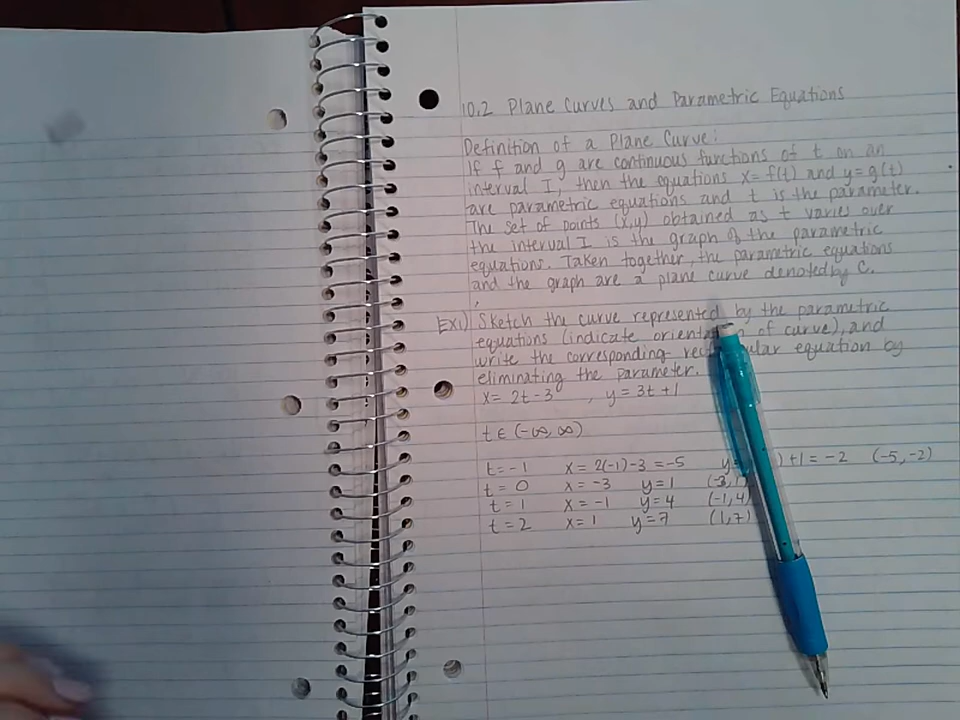 10.2 Plane Curves and Parametric Equations
Definition of a Plane Curve:
If f and g are continuous functions of t on an
interval I, then the equations x=f(t) and y=g(t)
are parametric equations and t is the parameter.
The set of points (x,y) obtained as t varies over
the interval I is the graph of the parametric
equations. Taken together, the parametric equations
and the graph are a plane curve denoted by C.
Ex1) Sketch the curve represented by the parametric
equations (indicate of curve), and
write the corresponding equation by
eliminating the parameter.
x= 2t-3 , y=3t+1
t∈(-∞,∞)
t=-1 x=2(-1)-3=-5 y= )+1=-2 (-5,-2)
t=0 x=-3 y=1 (-3,1
t=1 x=-1 y=4 (-1,4)
t=2 x=1 y=7 (1,7)